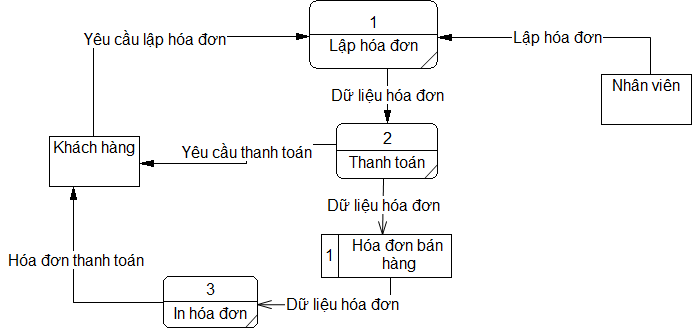 1
Lập hóa đơn
Yêu cầu lập hóa đơn
Lập hóa đơn
Nhân viên
Dữ liệu hóa đơn
2
Thanh toán
Khách hàng
Yêu cầu thanh toán
Dữ liệu hóa đơn
1
Hóa đơn bán
hàng
Hóa đơn thanh toán
3
In hóa đơn
Dữ liệu hóa đơn